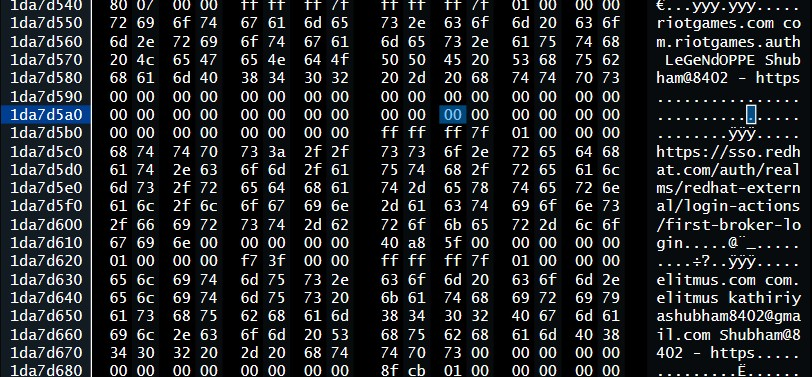 1da7d540 80 07 00 00 ff ff ff 7f ff ff ff 7f 01 00 00 00 €...ÿÿÿ.ÿÿÿ.....
1da7d550 72 69 6f 74 67 61 6d 65 73 2e 63 6f 6d 20 63 6f riotgames.com co
1da7d560 6d 2e 72 69 6f 74 67 61 6d 65 73 2e 61 75 74 68 m.riotgames.auth
1da7d570 20 4c 65 47 65 4e 64 4f 50 50 45 20 53 68 75 62 LeGeNdOPPE Shub
1da7d580 68 61 6d 40 38 34 30 32 20 2d 20 68 74 74 70 73 ham@8402 - https
1da7d590 00 00 00 00 00 00 00 00 00 00 00 00 00 00 00 00 ................
1da7d5a0 00 00 00 00 00 00 00 00 00 00 00 00 00 00 00 00 ................
1da7d5b0 00 00 00 00 00 00 00 00 ff ff ff 7f 01 00 00 00 ........ÿÿÿ.....
1da7d5c0 68 74 74 70 73 3a 2f 2f 73 73 6f 2e 72 65 64 68 https://sso.redh
1da7d5d0 61 74 2e 63 6f 6d 2f 61 75 74 68 2f 72 65 61 6c at.com/auth/real
1da7d5e0 6d 73 2f 72 65 64 68 61 74 2d 65 78 74 65 72 6e ms/redhat-extern
1da7d5f0 61 6c 2f 6c 6f 67 69 6e 2d 61 63 74 69 6f 6e 73 al/login-actions
1da7d600 2f 66 69 72 73 74 2d 62 72 6f 6b 65 72 2d 6c 6f /first-broker-lo
1da7d610 67 69 6e 00 00 00 00 00 40 a8 5f 00 00 00 00 00 gin.....@¨_.....
1da7d620 01 00 00 00 f7 3f 00 00 ff ff ff 7f 01 00 00 00 ....÷?..ÿÿÿ.....
1da7d630 65 6c 69 74 6d 75 73 2e 63 6f 6d 20 63 6f 6d 2e elitmus.com com.
1da7d640 65 6c 69 74 6d 75 73 20 6b 61 74 68 69 72 69 79 elitmus kathiriy
1da7d650 61 73 68 75 62 68 61 6d 38 34 30 32 40 67 6d 61 ashubham8402@gma
1da7d660 69 6c 2e 63 6f 6d 20 53 68 75 62 68 61 6d 40 38 il.com Shubham@8
1da7d670 34 30 32 20 2d 20 68 74 74 70 73 00 00 00 00 00 402 - https.....
1da7d680 00 00 00 00 00 00 00 00 8f cb 01 00 00 00 00 00 .........Ë......